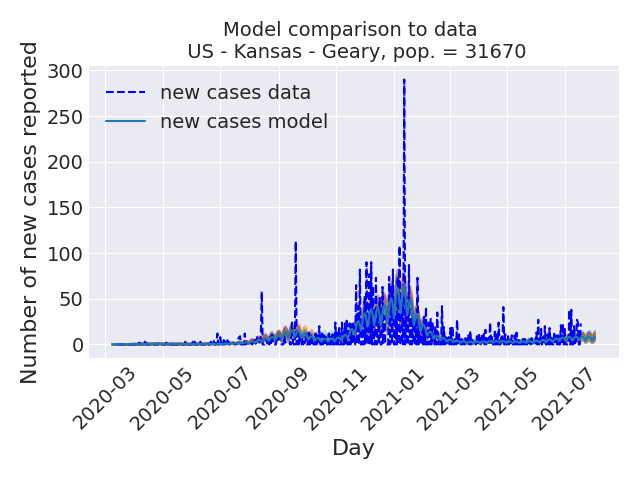 Model comparison to data
US - Kansas - Geary, pop. = 31670
Number of new cases reported
300
250
200
150
100
50
0
new cases data
new cases model
2020-03
2020-05
2020-07
2020-09
2020-11
2021-01
2021-03
2021-05
2021-07
Day